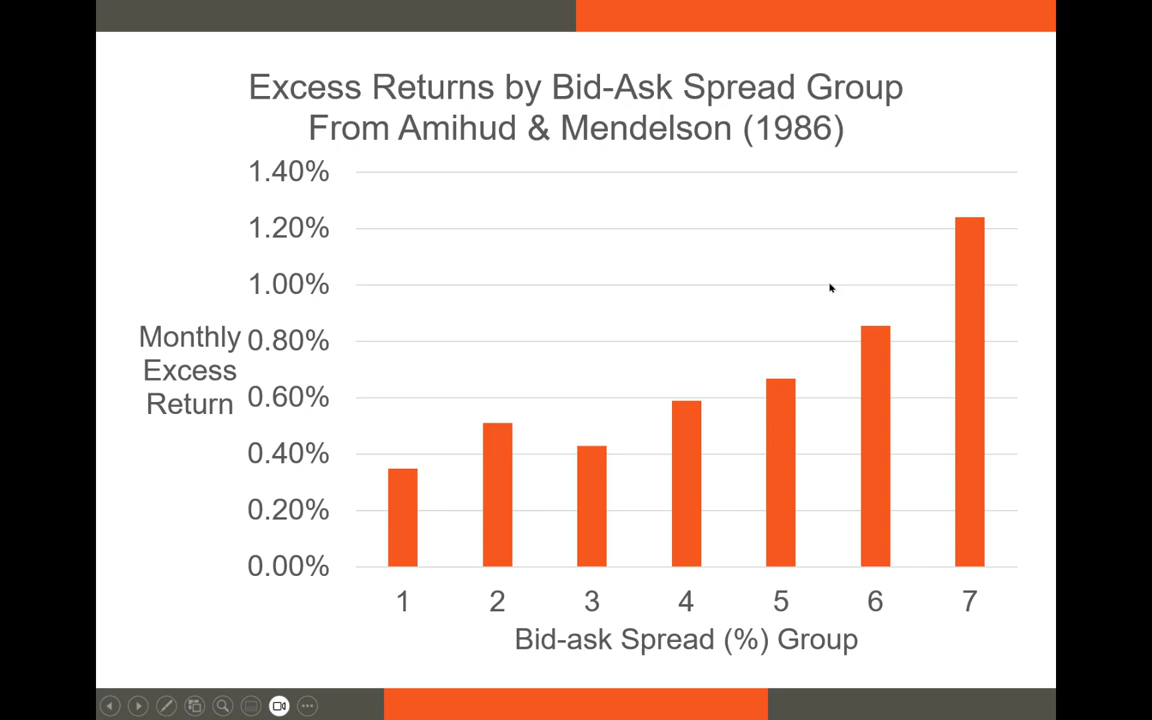 Excess Returns by Bid-Ask Spread Group
From Amihud & Mendelson (1986)
1.40%
1.20%
1.00%
0.80%
0.60%
0.40%
0.20%
0.00%
Monthly
Excess
Return
1 2 3 4 5 6 7
Bid-ask Spread (%) Group